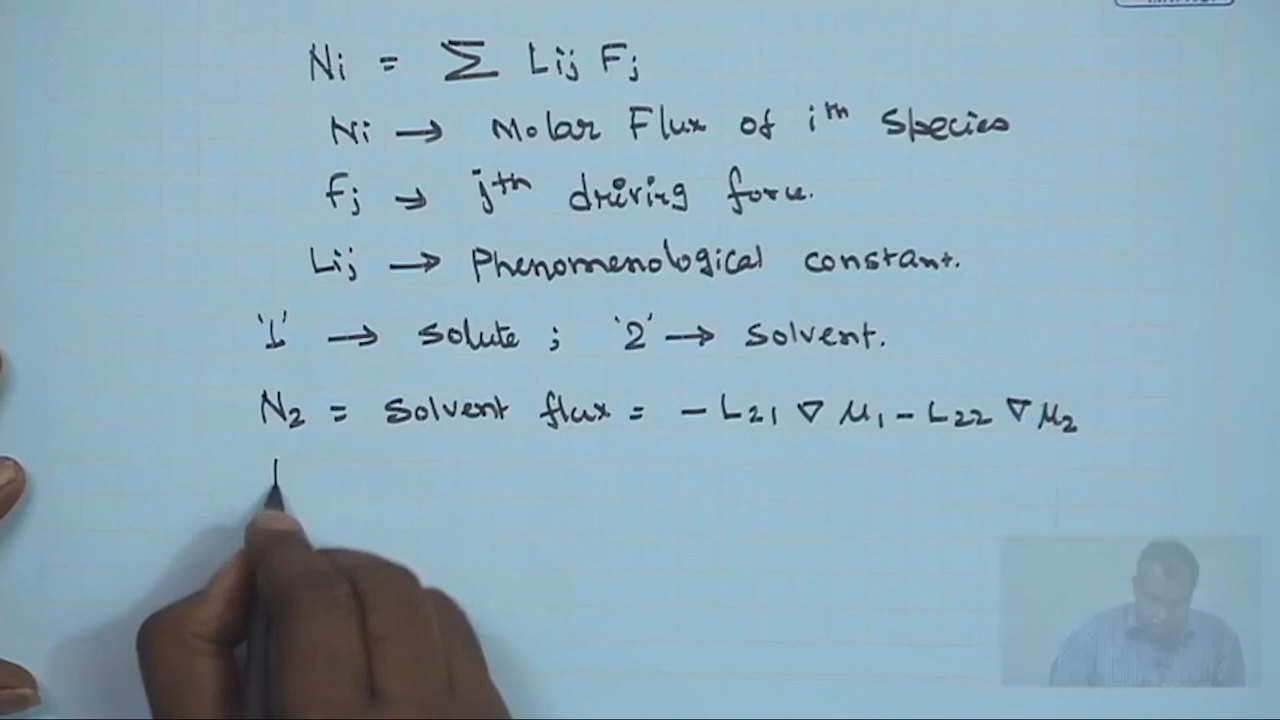 Ni = Σ Lij Fj
Ni → Molar Flux of iᵗʰ Species
Fj → jᵗʰ driving force.
Lij → Phenomenological constant.
'1' → solute ; '2' → solvent.
N₂ = solvent flux = - L₂₁ ∇ μ₁ - L₂₂ ∇ μ₂